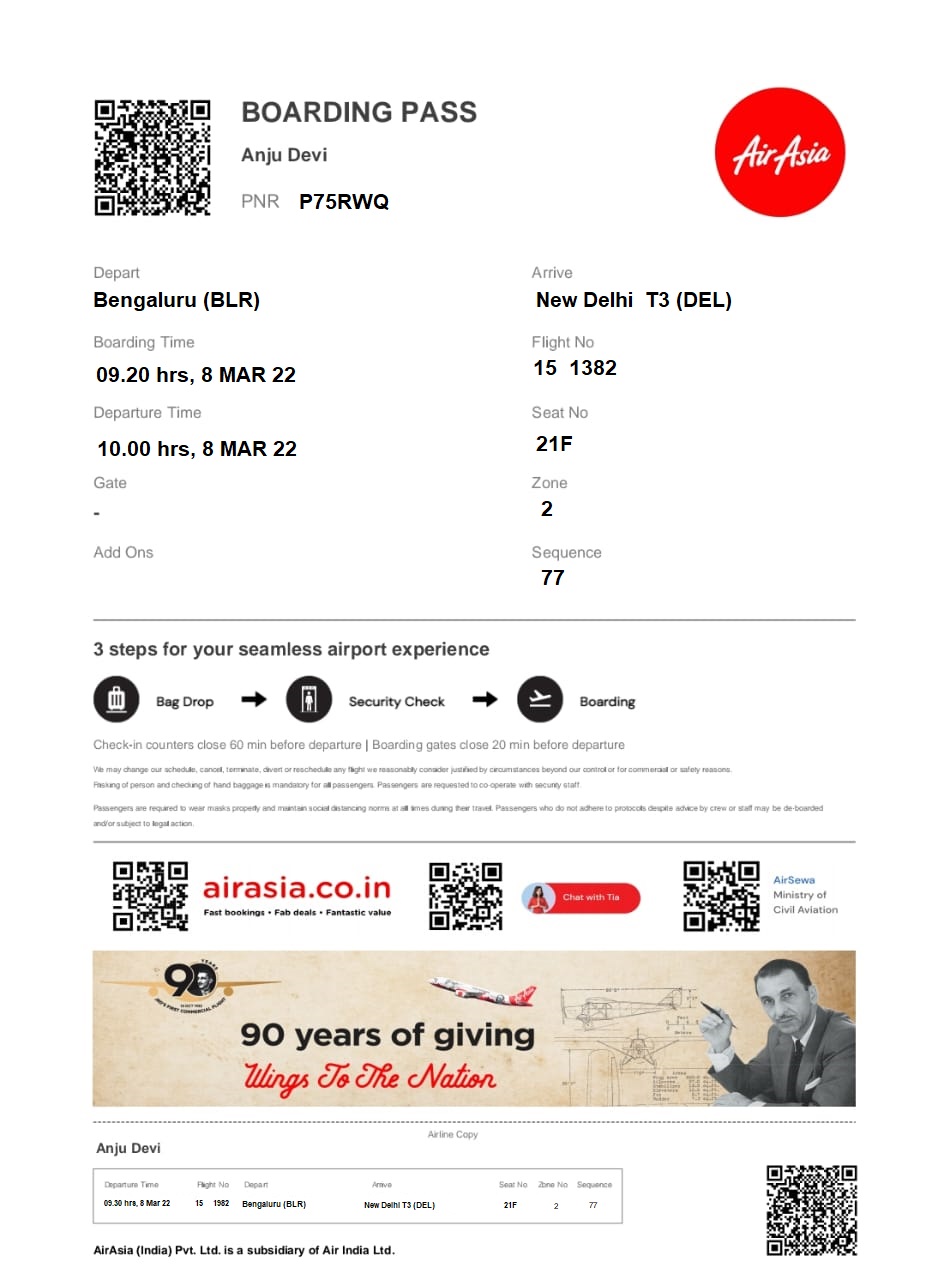 BOARDING PASS
Anju Devi
PNR P75RWQ
AirAsia
Depart
Arrive
Bengaluru (BLR)
New Delhi T3 (DEL)
Boarding Time
Flight No
09.20 hrs, 8 MAR 22
15 1382
Departure Time
Seat No
10.00 hrs, 8 MAR 22
21F
Gate
Zone
-
2
Add Ons
Sequence
77
3 steps for your seamless airport experience
Bag Drop
Security Check
Boarding
Check-in counters close 60 min before departure | Boarding gates close 20 min before departure
We may change our schedule, cancel, terminate, divert or reschedule any flight we reasonably consider justified by circumstances beyond our control or for commercial or safety reasons.
Frisking of person and checking of hand baggage is mandatory for all passengers. Passengers are requested to co-operate with security staff.
Passengers are required to wear masks properly and maintain social distancing norms at all times during their travel. Passengers who do not adhere to protocols despite advice by crew or staff may be de-boarded
and/or subject to legal action.
airasia.co.in
Fast bookings • Fab deals • Fantastic value
Chat with Tia
AirSewa
Ministry of
Civil Aviation
90 YEARS
90 years of giving
Wings To The Nation
Airline Copy
Anju Devi
Departure Time Flight No Depart Arrive Seat No Zone No Sequence
09.30 hrs, 8 Mar 22 15 1982 Bengaluru (BLR) New Delhi T3 (DEL) 21F 2 77
AirAsia (India) Pvt. Ltd. is a subsidiary of Air India Ltd.